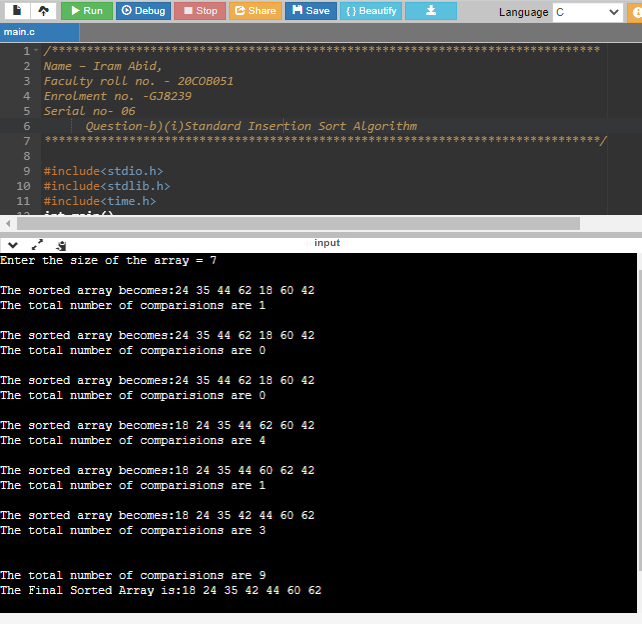 Run Debug Stop Share Save { } Beautify Language C
main.c
1 /******************************************************************************
2 Name – Iram Abid,
3 Faculty roll no. - 20COB051
4 Enrolment no. -GJ8239
5 Serial no- 06
6 Question-b)(i)Standard Insertion Sort Algorithm
7 *******************************************************************************/
8
9 #include<stdio.h>
10 #include<stdlib.h>
11 #include<time.h>
12 int main()
input
Enter the size of the array = 7
The sorted array becomes:24 35 44 62 18 60 42
The total number of comparisions are 1
The sorted array becomes:24 35 44 62 18 60 42
The total number of comparisions are 0
The sorted array becomes:24 35 44 62 18 60 42
The total number of comparisions are 0
The sorted array becomes:18 24 35 44 62 60 42
The total number of comparisions are 4
The sorted array becomes:18 24 35 44 60 62 42
The total number of comparisions are 1
The sorted array becomes:18 24 35 42 44 60 62
The total number of comparisions are 3
The total number of comparisions are 9
The Final Sorted Array is:18 24 35 42 44 60 62